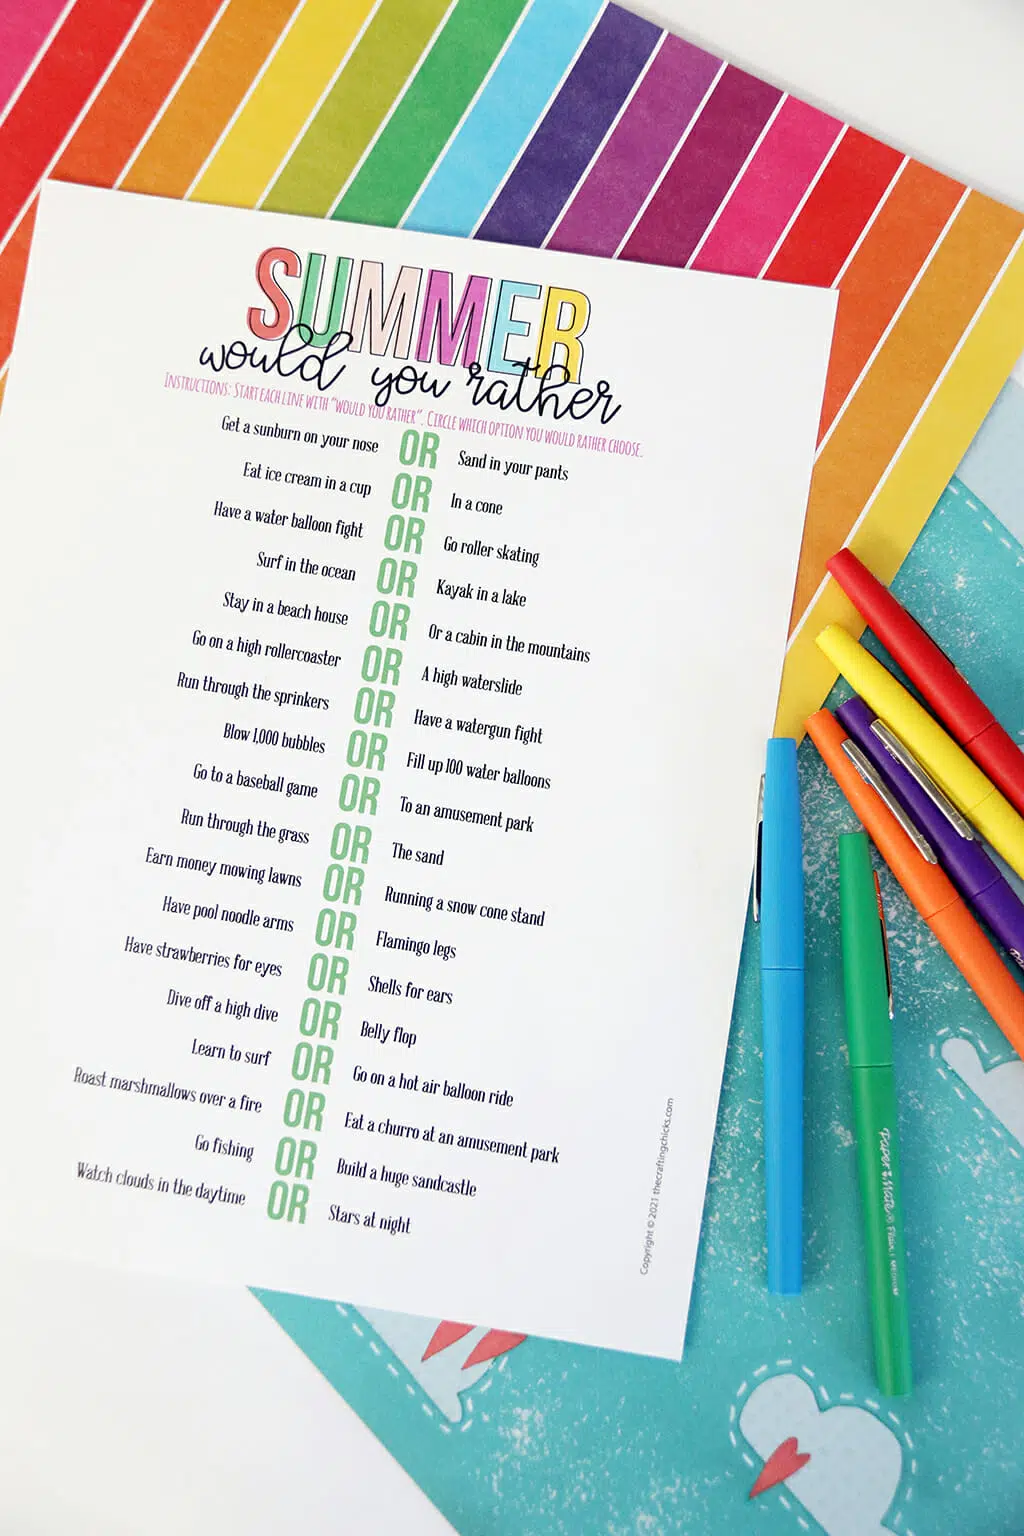 SUMMER
would you rather
INSTRUCTIONS: START EACH LINE WITH "WOULD YOU RATHER". CIRCLE WHICH OPTION YOU WOULD RATHER CHOOSE.
Get a sunburn on your nose OR Sand in your pants
Eat ice cream in a cup OR In a cone
Have a water balloon fight OR Go roller skating
Surf in the ocean OR Kayak in a lake
Stay in a beach house OR Or a cabin in the mountains
Go on a high rollercoaster OR A high waterslide
Run through the sprinkers OR Have a watergun fight
Blow 1,000 bubbles OR Fill up 100 water balloons
Go to a baseball game OR To an amusement park
Run through the grass OR The sand
Earn money mowing lawns OR Running a snow cone stand
Have pool noodle arms OR Flamingo legs
Have strawberries for eyes OR Shells for ears
Dive off a high dive OR Belly flop
Learn to surf OR Go on a hot air balloon ride
Roast marshmallows over a fire OR Eat a churro at an amusement park
Go fishing OR Build a huge sandcastle
Watch clouds in the daytime OR Stars at night
Copyright © 2021 thecraftingchicks.com
Paper Mate ® Flair